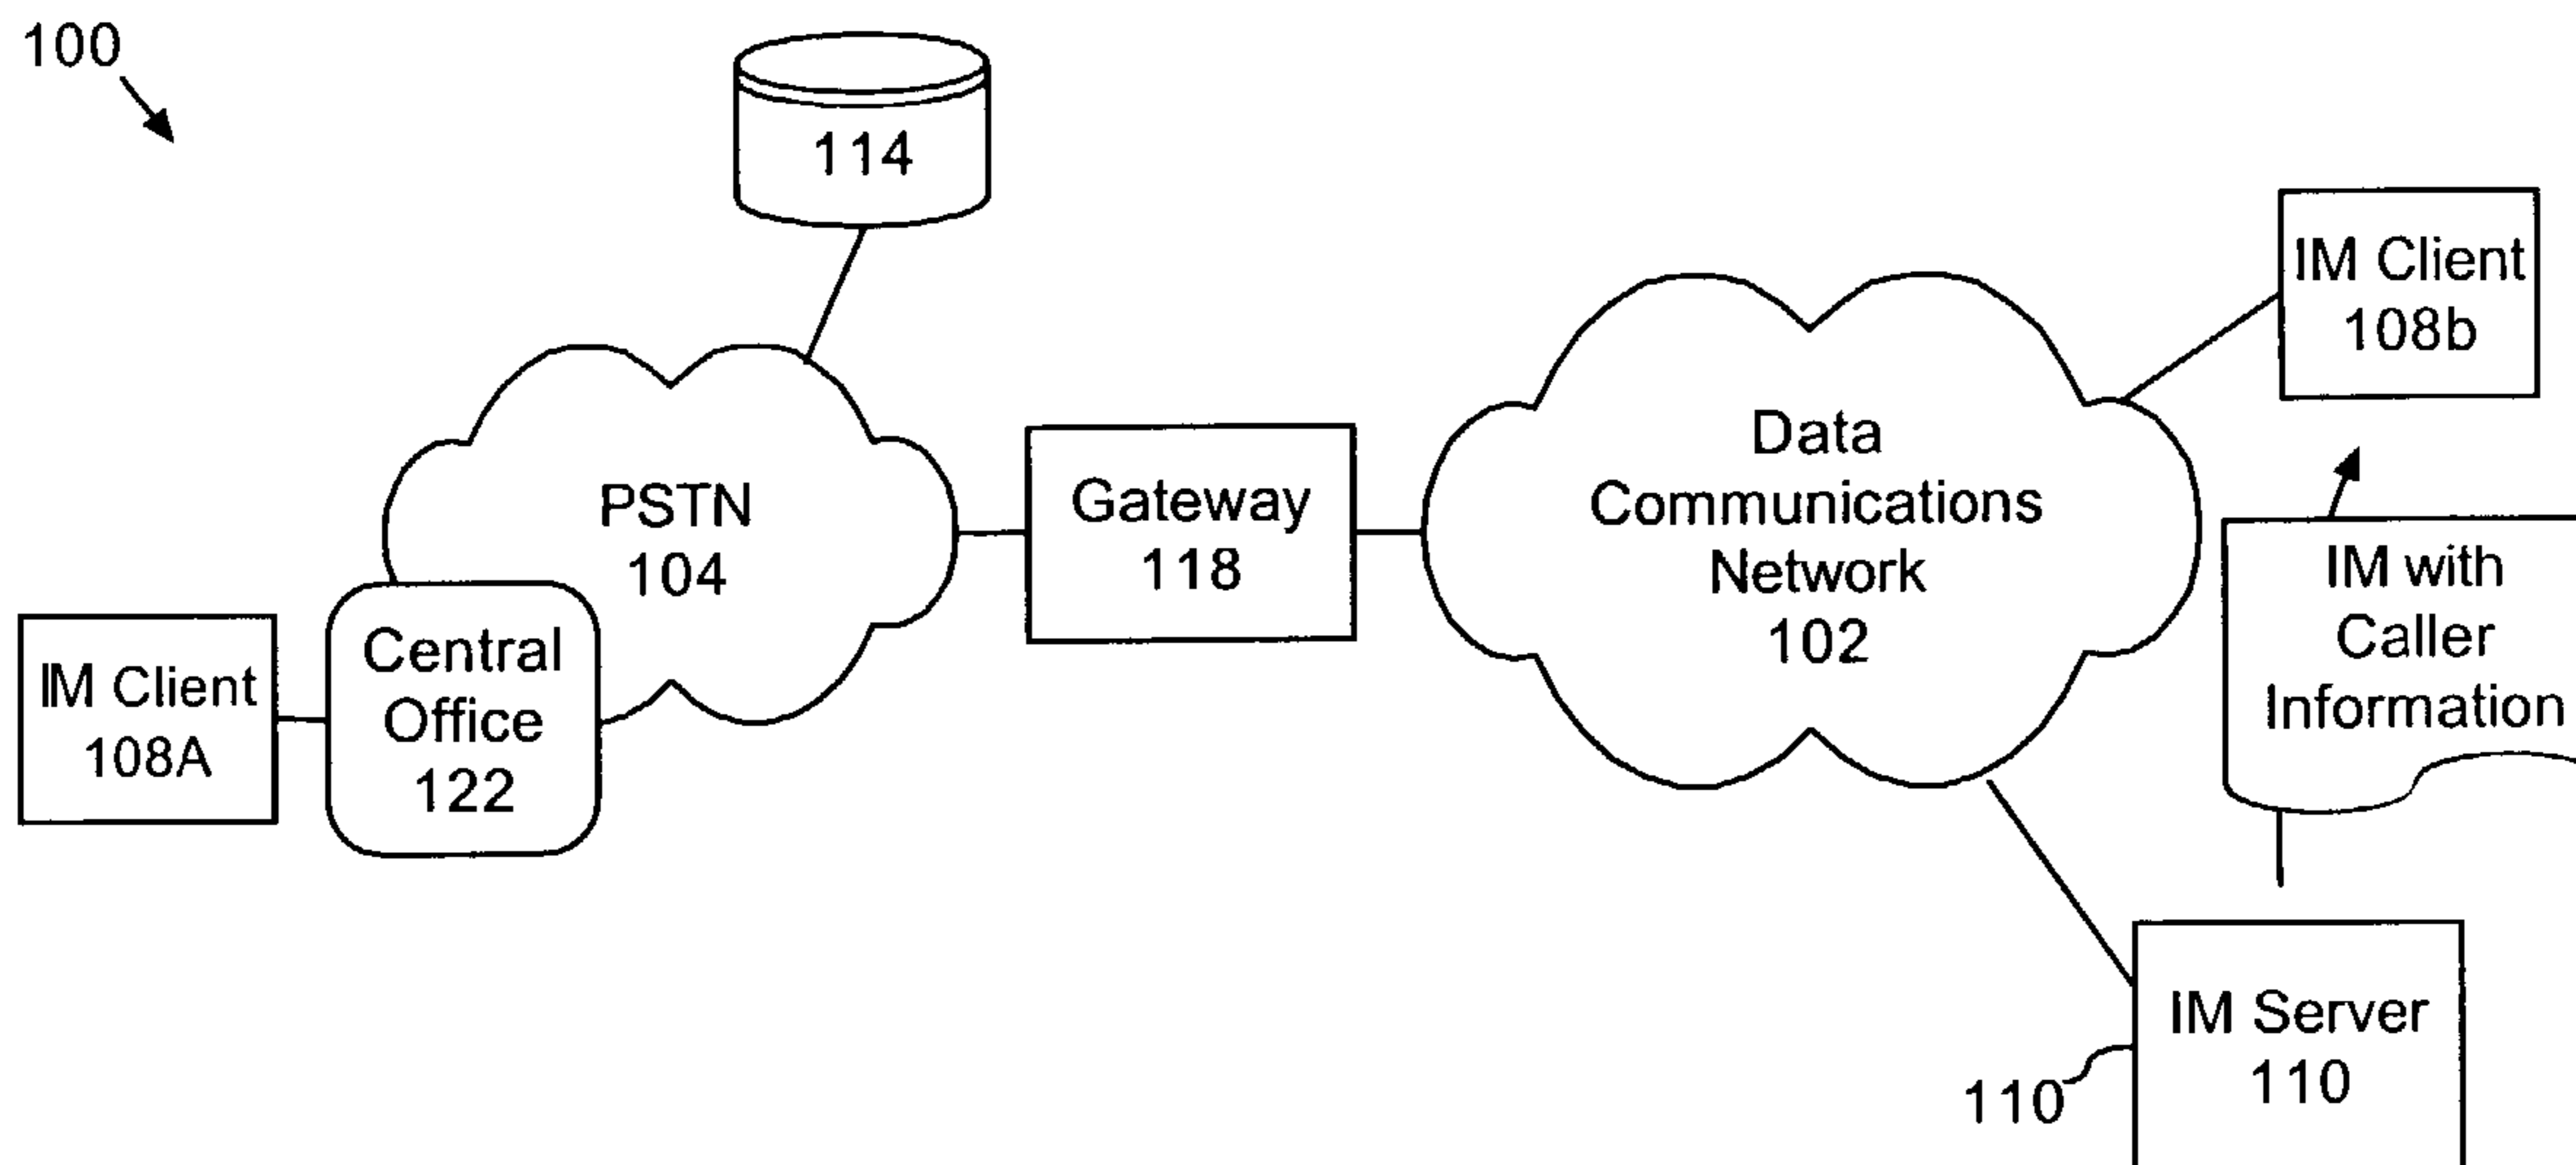 100
114
IM Client
108b
Data
Communications
Network
102
PSTN
104
Gateway
118
IM with
Caller
Information
Central
Office
122
IM Client
108A
IM Server
110
110